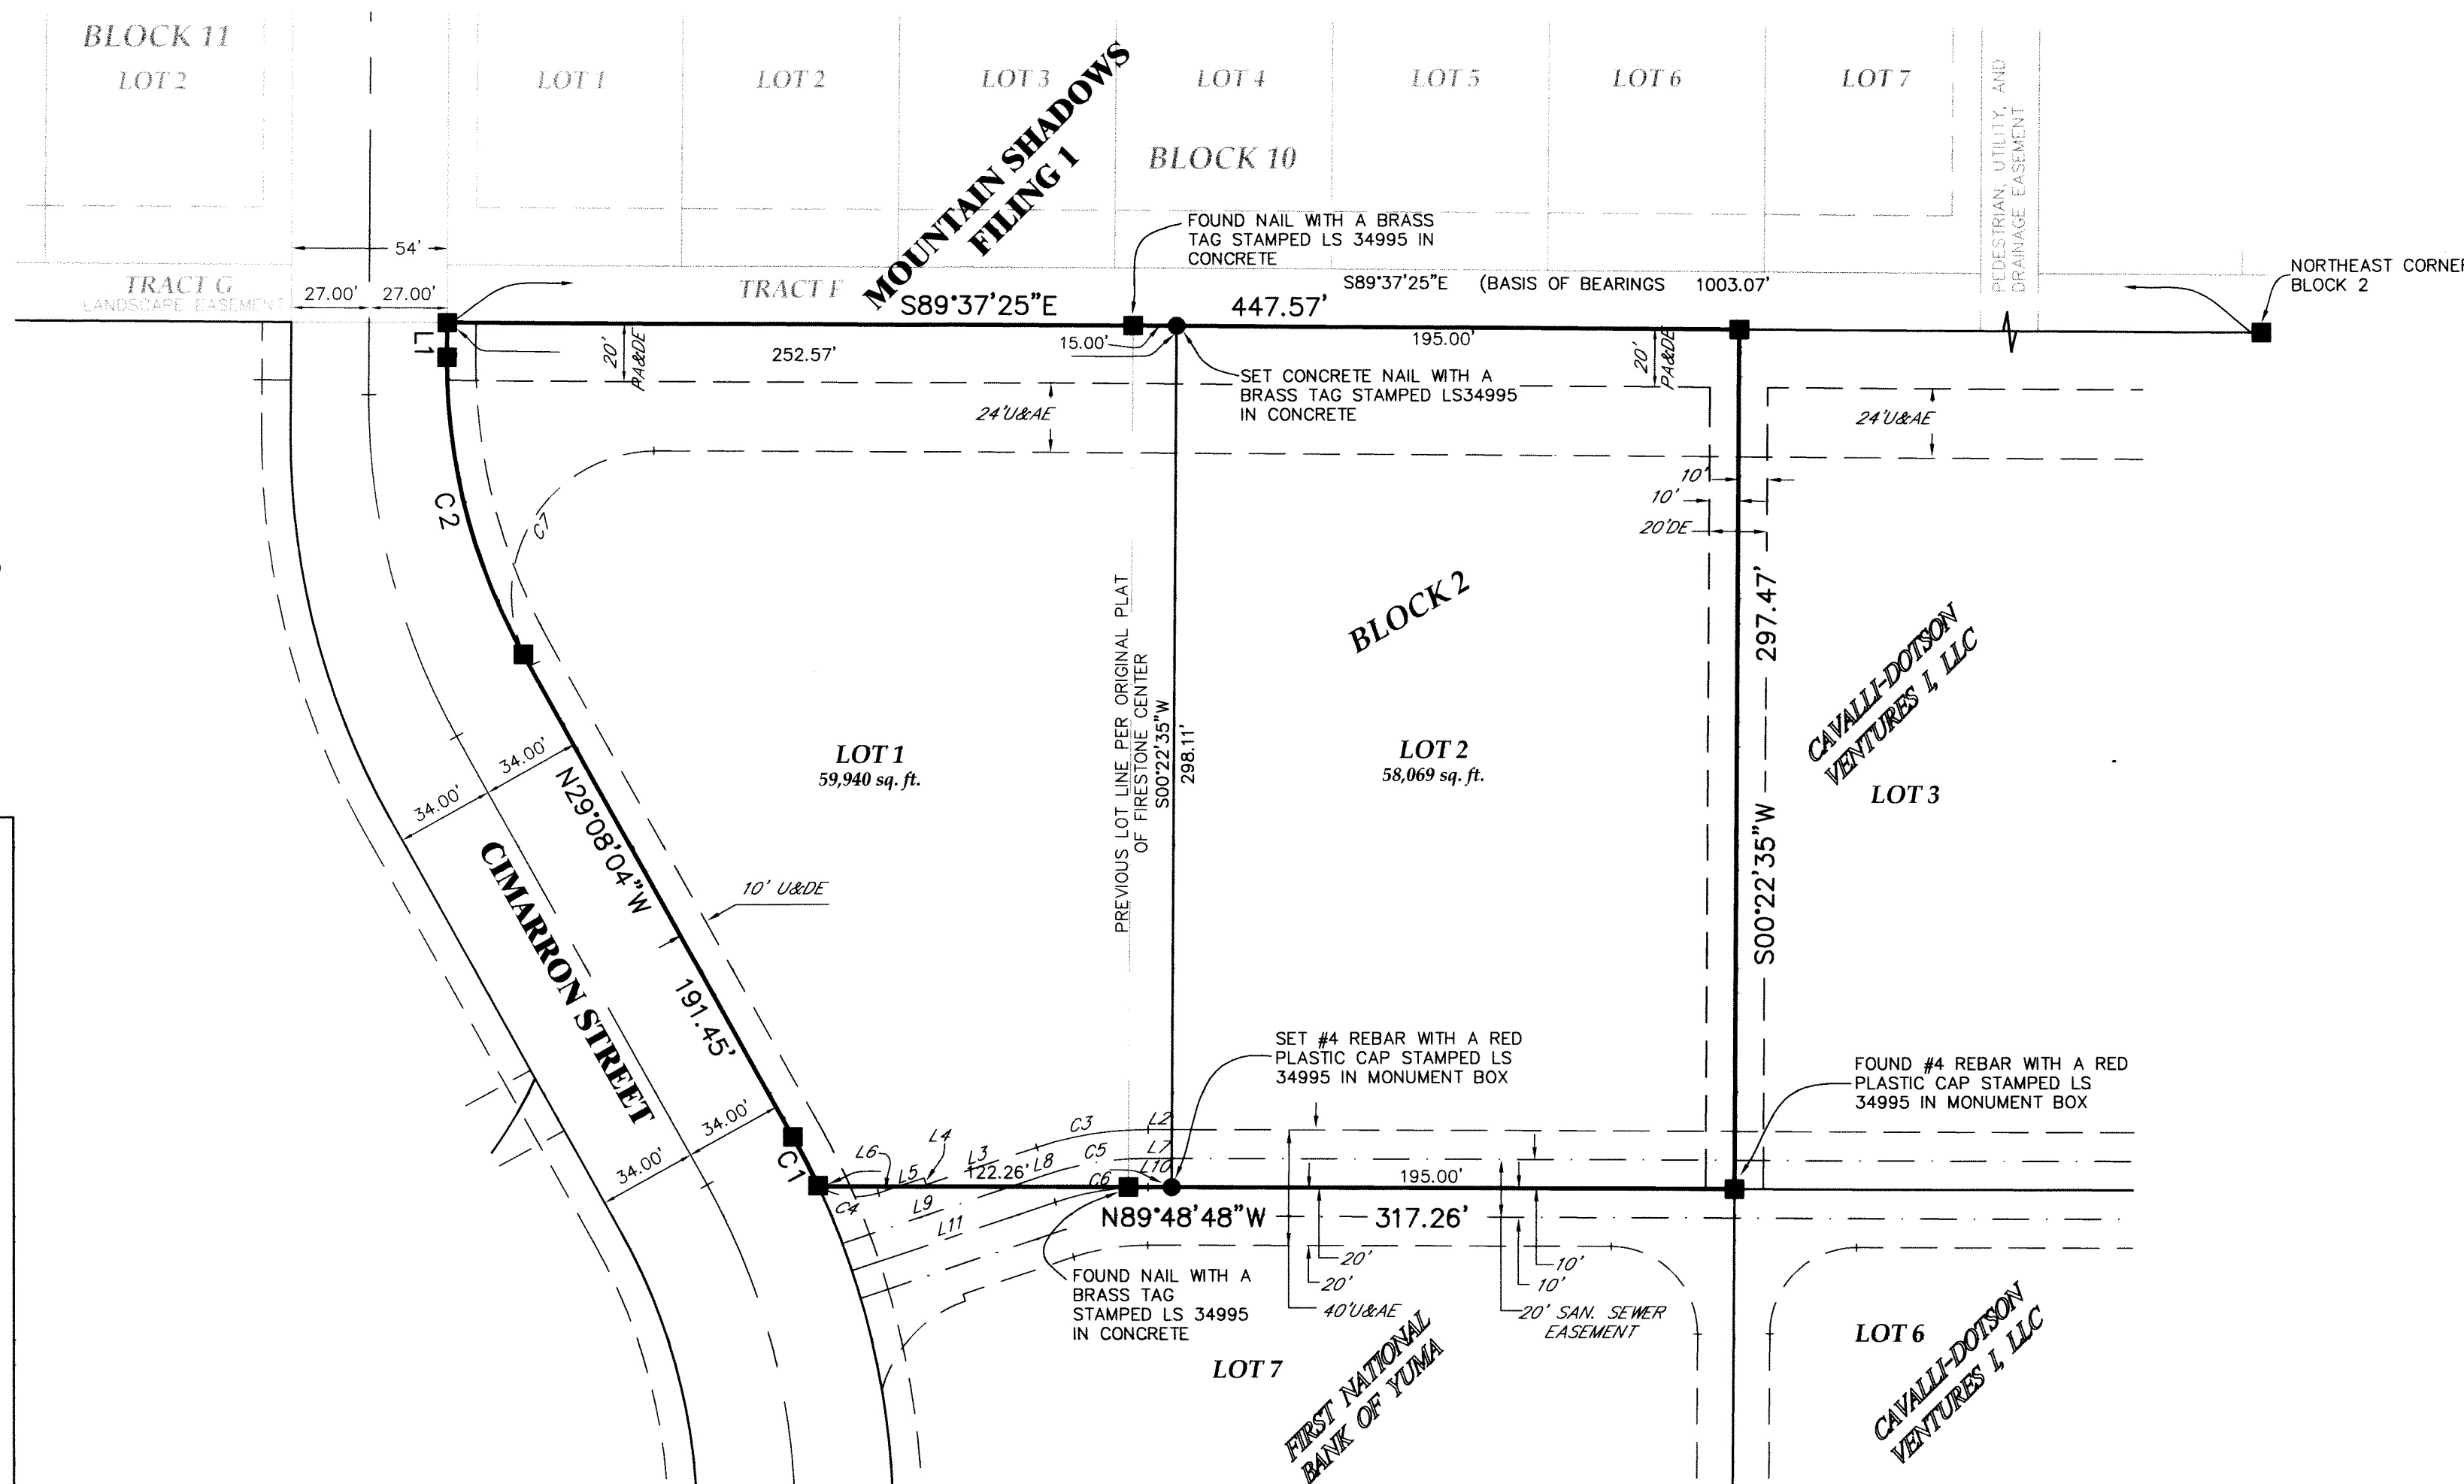 BLOCK 11
LOT 2
LOT 1
LOT 2
LOT 3
LOT 4
LOT 5
LOT 6
LOT 7
BLOCK 10
MOUNTAIN SHADOWS
FILING 1
PEDESTRIAN, UTILITY, AND
DRAINAGE EASEMENT
54'
TRACT G
LANDSCAPE EASEMENT
27.00'
27.00'
TRACT F
FOUND NAIL WITH A BRASS
TAG STAMPED LS 34995 IN
CONCRETE
S89°37'25"E (BASIS OF BEARINGS 1003.07'
NORTHEAST CORNER
BLOCK 2
S89°37'25"E 447.57'
L1
20'
PA&DE
252.57'
15.00'
195.00'
20'
PA&DE
SET CONCRETE NAIL WITH A
BRASS TAG STAMPED LS34995
IN CONCRETE
24'U&AE
24'U&AE
10'
10'
20'DE
C2
C7
PREVIOUS LOT LINE PER ORIGINAL PLAT
OF FIRESTONE CENTER
S00°22'35"W
298.11'
BLOCK 2
S00°22'35"W 297.47'
CAVALLI-DOTSON
VENTURES I, LLC
LOT 3
LOT 1
59,940 sq. ft.
LOT 2
58,069 sq. ft.
34.00'
34.00'
N29°08'04"W 191.45'
CIMARRON STREET
10' U&DE
34.00'
34.00'
C1
SET #4 REBAR WITH A RED
PLASTIC CAP STAMPED LS
34995 IN MONUMENT BOX
FOUND #4 REBAR WITH A RED
PLASTIC CAP STAMPED LS
34995 IN MONUMENT BOX
C3
L2
L6
L4
L3
L5
122.26'
L8
C5
L7
L10
C6
C4
L9
L11
195.00'
N89°48'48"W 317.26'
FOUND NAIL WITH A
BRASS TAG
STAMPED LS 34995
IN CONCRETE
20'
20'
40'U&AE
10'
10'
20' SAN. SEWER
EASEMENT
LOT 7
FIRST NATIONAL
BANK OF YUMA
LOT 6
CAVALLI-DOTSON
VENTURES I, LLC